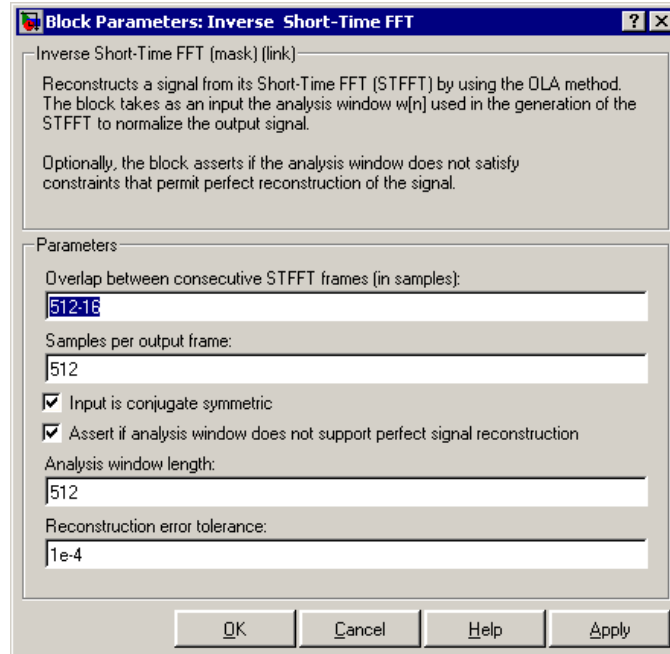 Block Parameters: Inverse Short-Time FFT
Inverse Short-Time FFT (mask) (link)
Reconstructs a signal from its Short-Time FFT (STFFT) by using the OLA method.
The block takes as an input the analysis window w[n] used in the generation of the
STFFT to normalize the output signal.
Optionally, the block asserts if the analysis window does not satisfy
constraints that permit perfect reconstruction of the signal.
Parameters
Overlap between consecutive STFFT frames (in samples):
512-16
Samples per output frame:
512
Input is conjugate symmetric
Assert if analysis window does not support perfect signal reconstruction
Analysis window length:
512
Reconstruction error tolerance:
1e-4
OK Cancel Help Apply